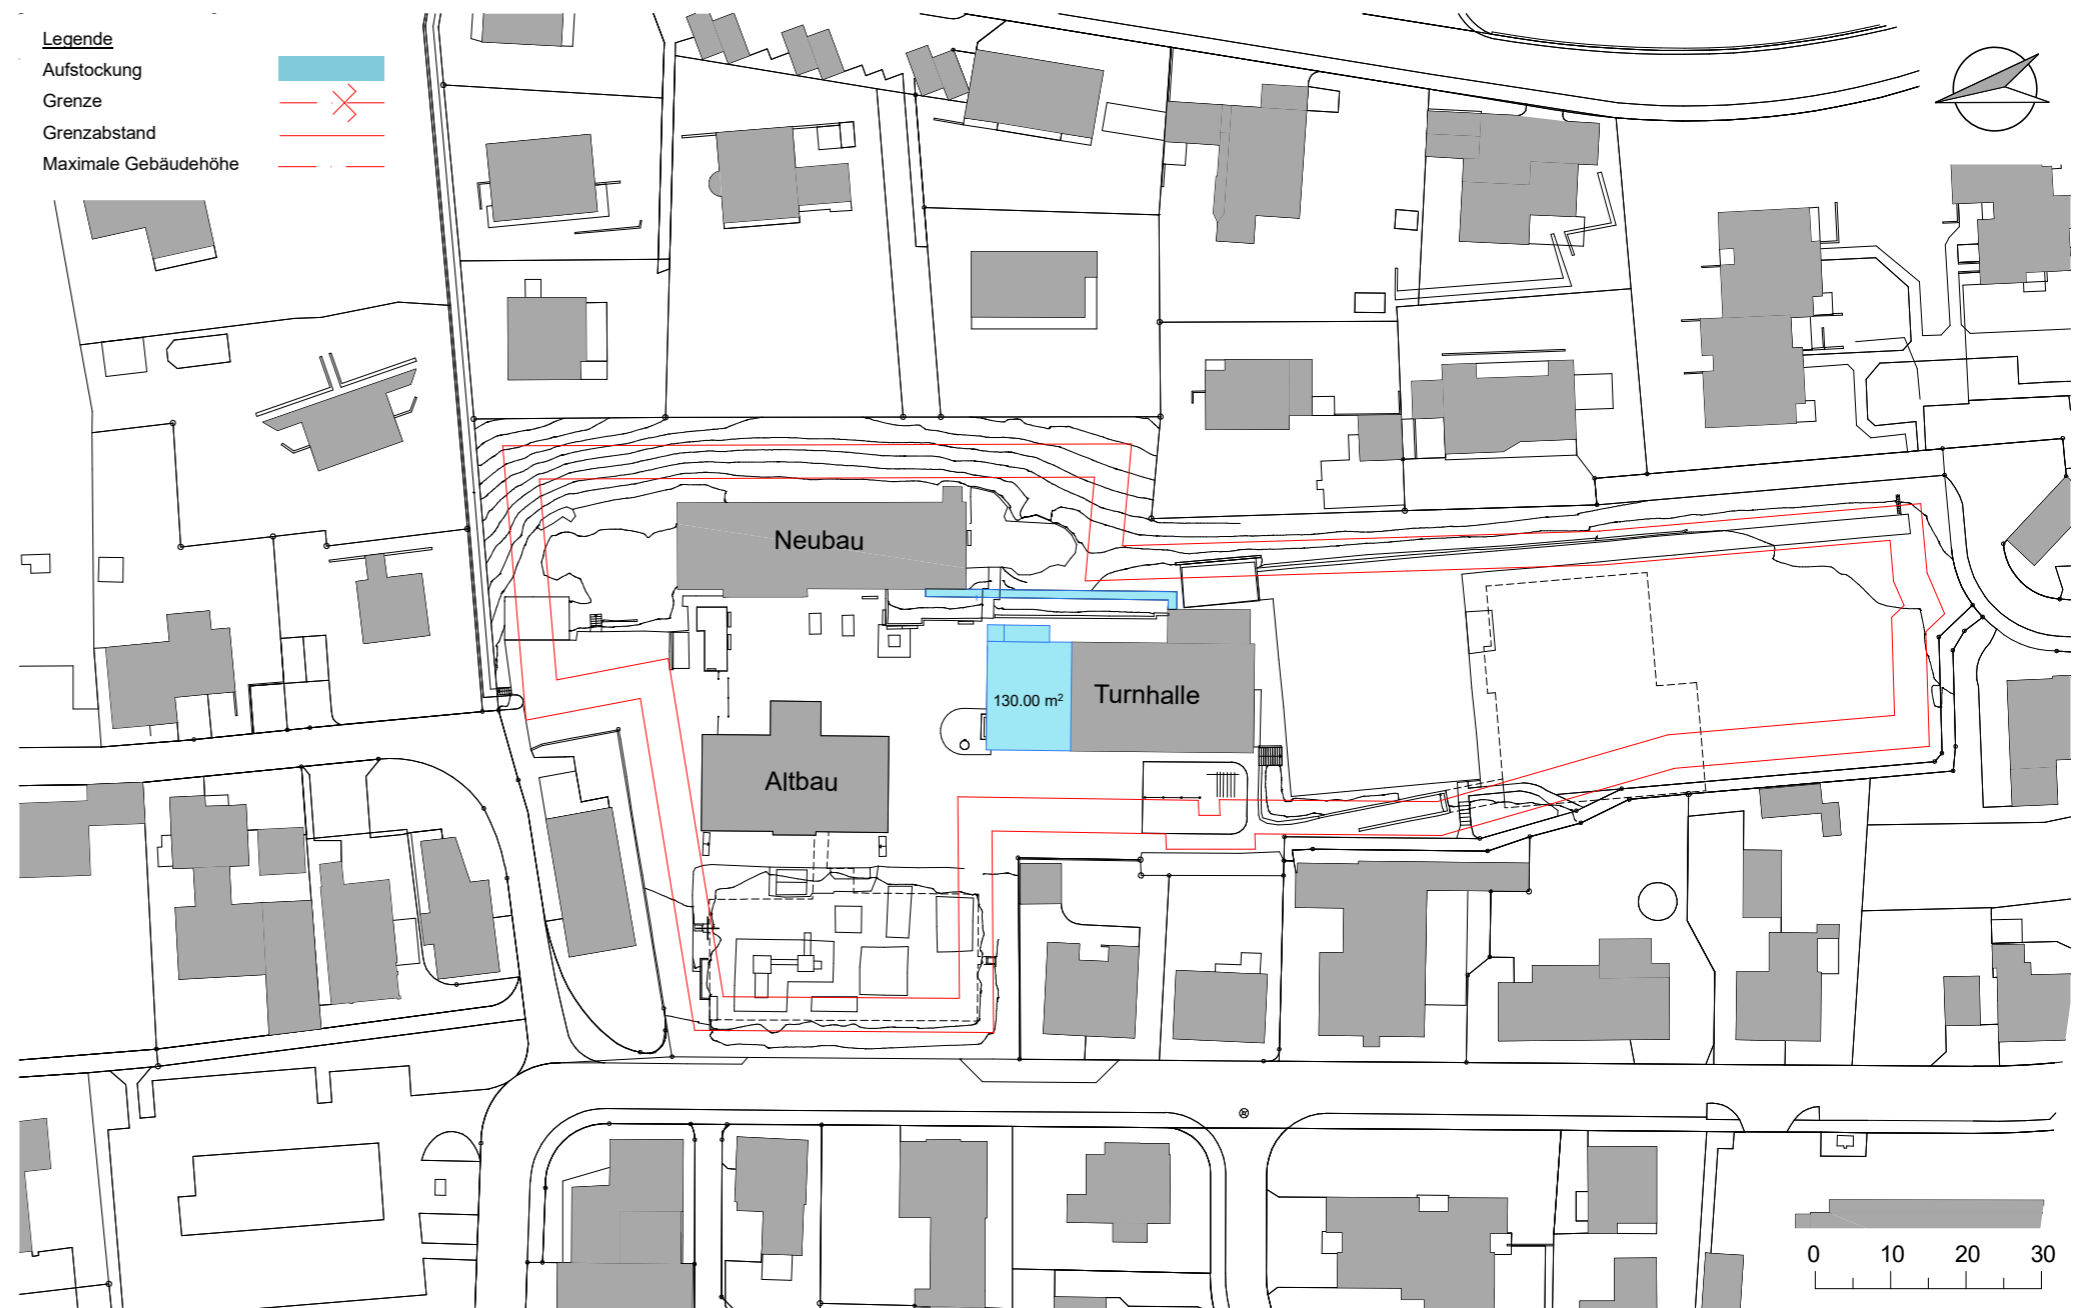 Legende
Aufstockung
Grenze
Grenzabstand
Maximale Gebäudehöhe
Neubau
130.00 m²
Turnhalle
Altbau
0 10 20 30